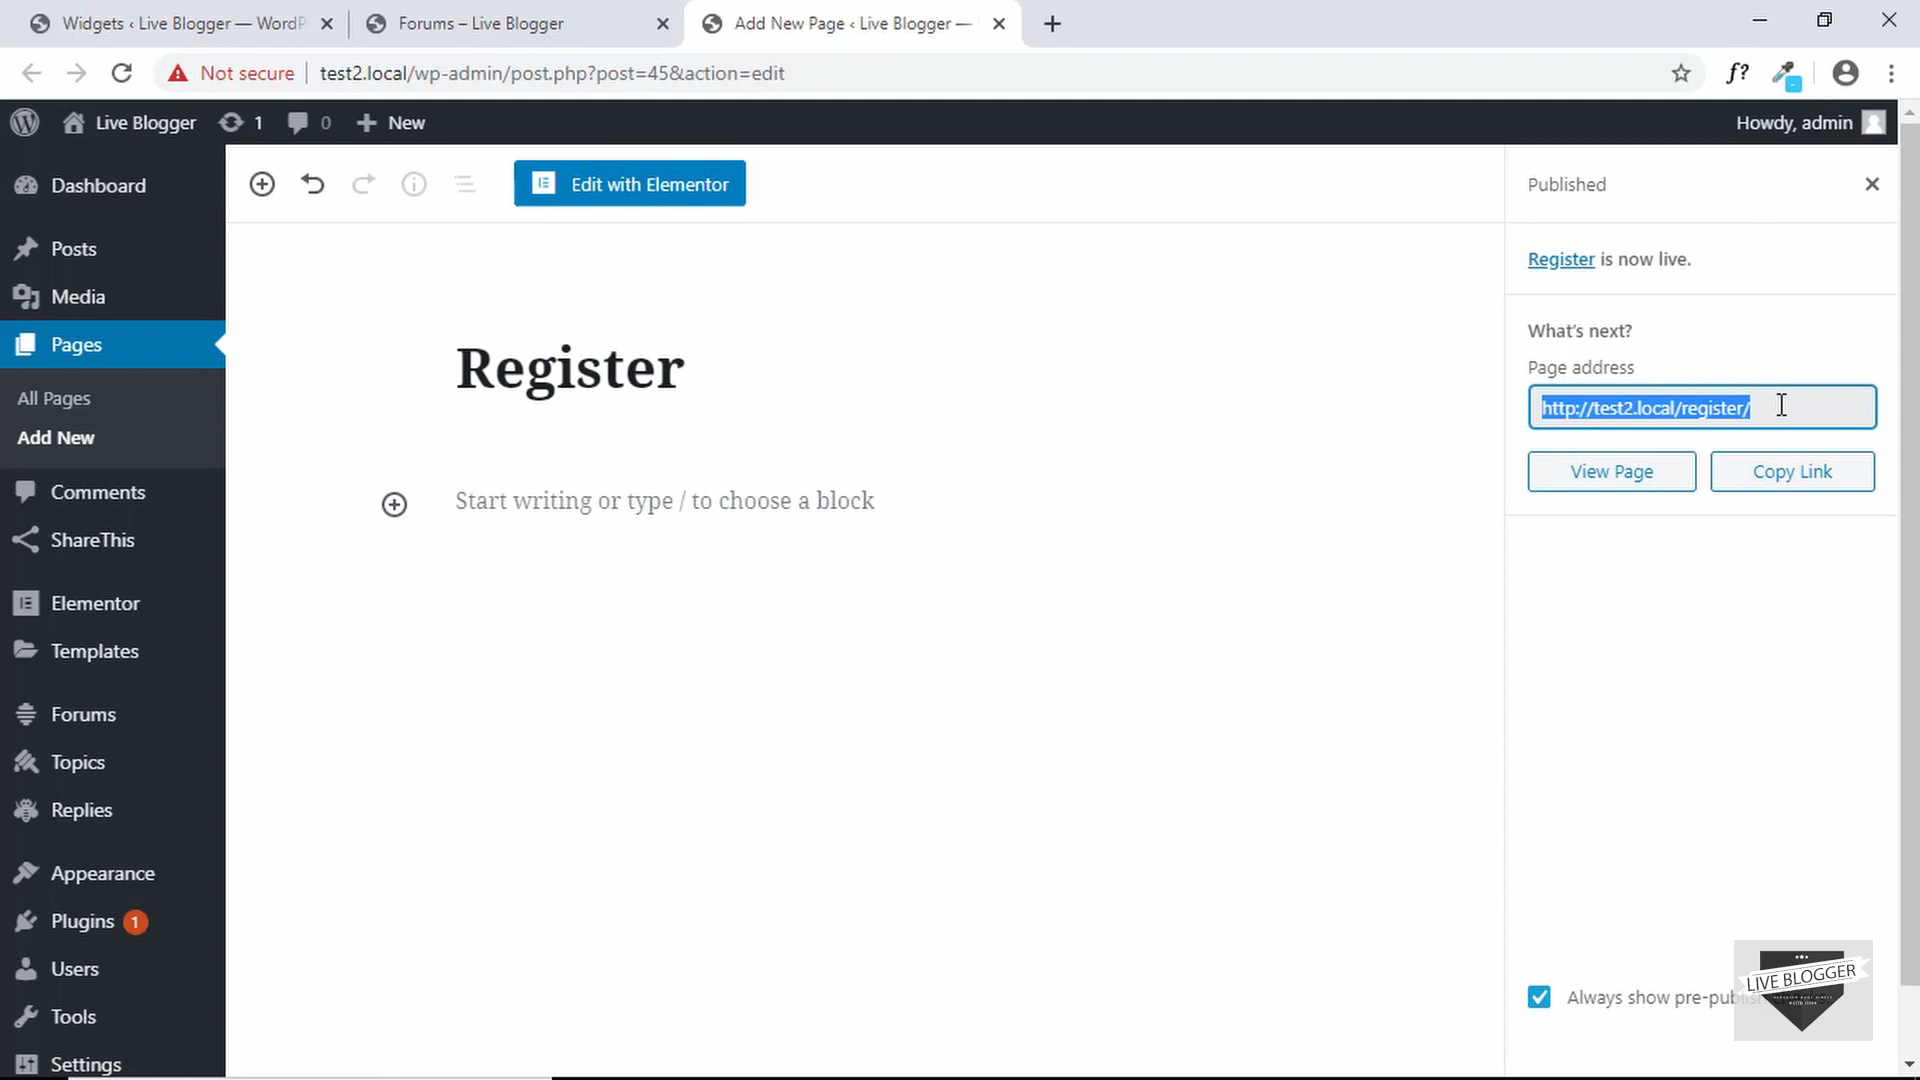 Widgets ‹ Live Blogger — WordP
Forums – Live Blogger
Add New Page ‹ Live Blogger —
Not secure
test2.local/wp-admin/post.php?post=45&action=edit
f?
Live Blogger
1
0
New
Howdy, admin
Dashboard
Posts
Media
Pages
All Pages
Add New
Comments
ShareThis
Elementor
Templates
Forums
Topics
Replies
Appearance
Plugins 1
Users
Tools
Settings
Edit with Elementor
Register
Start writing or type / to choose a block
Published
Register is now live.
What's next?
Page address
http://test2.local/register/
View Page
Copy Link
Always show pre-publi
LIVE BLOGGER